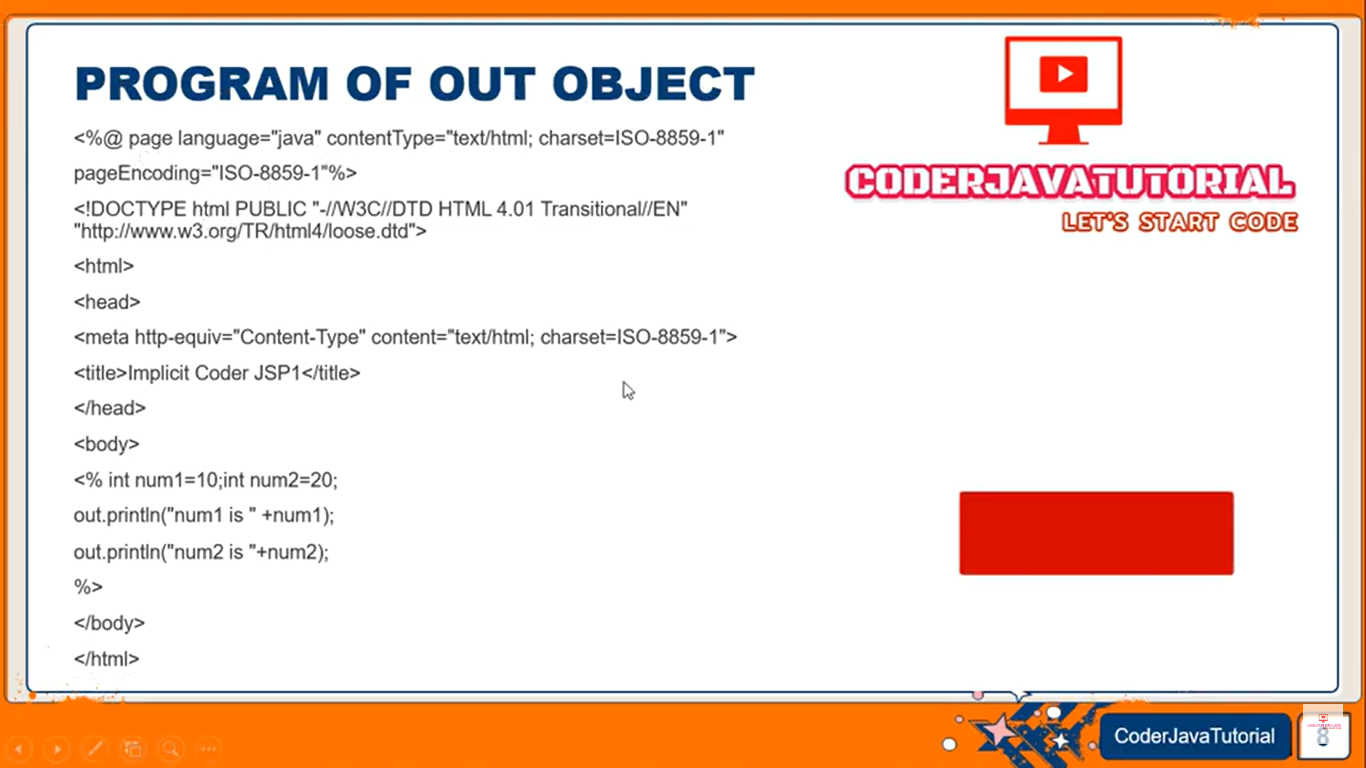 PROGRAM OF OUT OBJECT
<%@ page language="java" contentType="text/html; charset=ISO-8859-1"
pageEncoding="ISO-8859-1"%>
<!DOCTYPE html PUBLIC "-//W3C//DTD HTML 4.01 Transitional//EN"
"http://www.w3.org/TR/html4/loose.dtd">
<html>
<head>
<meta http-equiv="Content-Type" content="text/html; charset=ISO-8859-1">
<title>Implicit Coder JSP1</title>
</head>
<body>
<% int num1=10;int num2=20;
out.println("num1 is " +num1);
out.println("num2 is "+num2);
%>
</body>
</html>
CODERJAVATUTORIAL
LET'S START CODE
CoderJavaTutorial
8